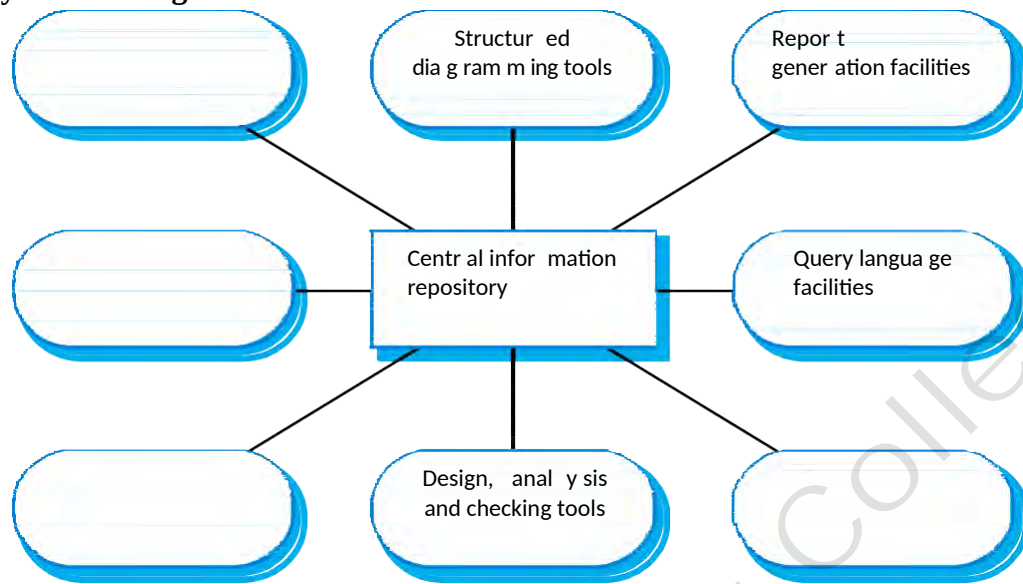 Structur ed
dia g ram m ing tools
Repor t
gener ation facilities
Centr al infor mation
repository
Query langua ge
facilities
Design, anal y sis
and checking tools
Colle